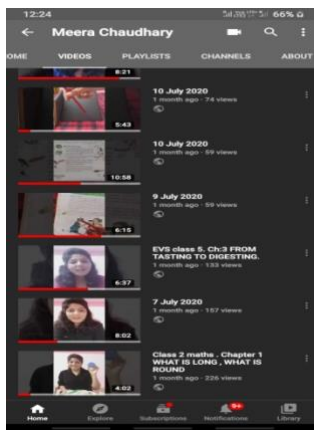 12:24
66%
Meera Chaudhary
OME VIDEOS PLAYLISTS CHANNELS ABOUT
8:21
10 July 2020
1 month ago · 74 views
5:43
10 July 2020
1 month ago · 59 views
10:58
9 July 2020
1 month ago · 59 views
6:15
EVS class 5. Ch:3 FROM
TASTING TO DIGESTING.
1 month ago · 133 views
6:37
7 July 2020
1 month ago · 157 views
8:02
Class 2 maths . Chapter 1
WHAT IS LONG , WHAT IS
ROUND
1 month ago · 226 views
4:02
9+
Home Explore Subscriptions Notifications Library